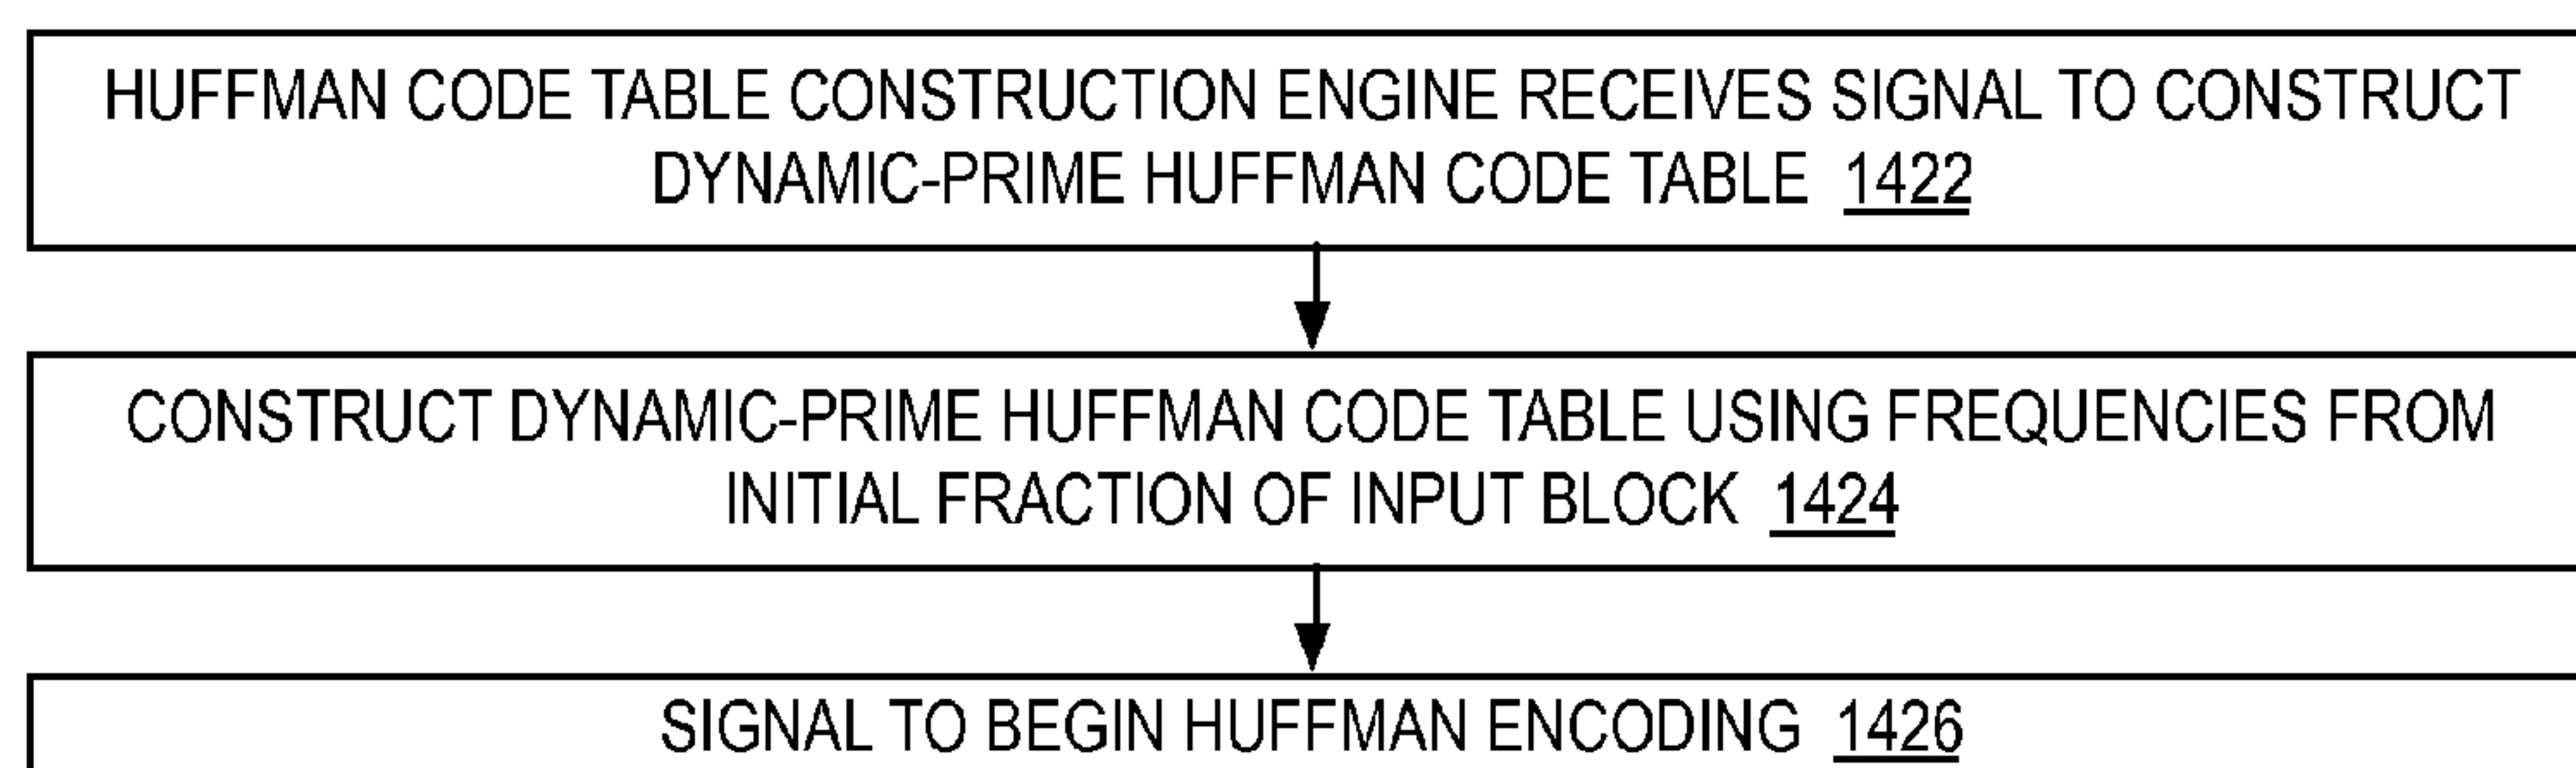 HUFFMAN CODE TABLE CONSTRUCTION ENGINE RECEIVES SIGNAL TO CONSTRUCT
DYNAMIC-PRIME HUFFMAN CODE TABLE 1422
CONSTRUCT DYNAMIC-PRIME HUFFMAN CODE TABLE USING FREQUENCIES FROM
INITIAL FRACTION OF INPUT BLOCK 1424
SIGNAL TO BEGIN HUFFMAN ENCODING 1426